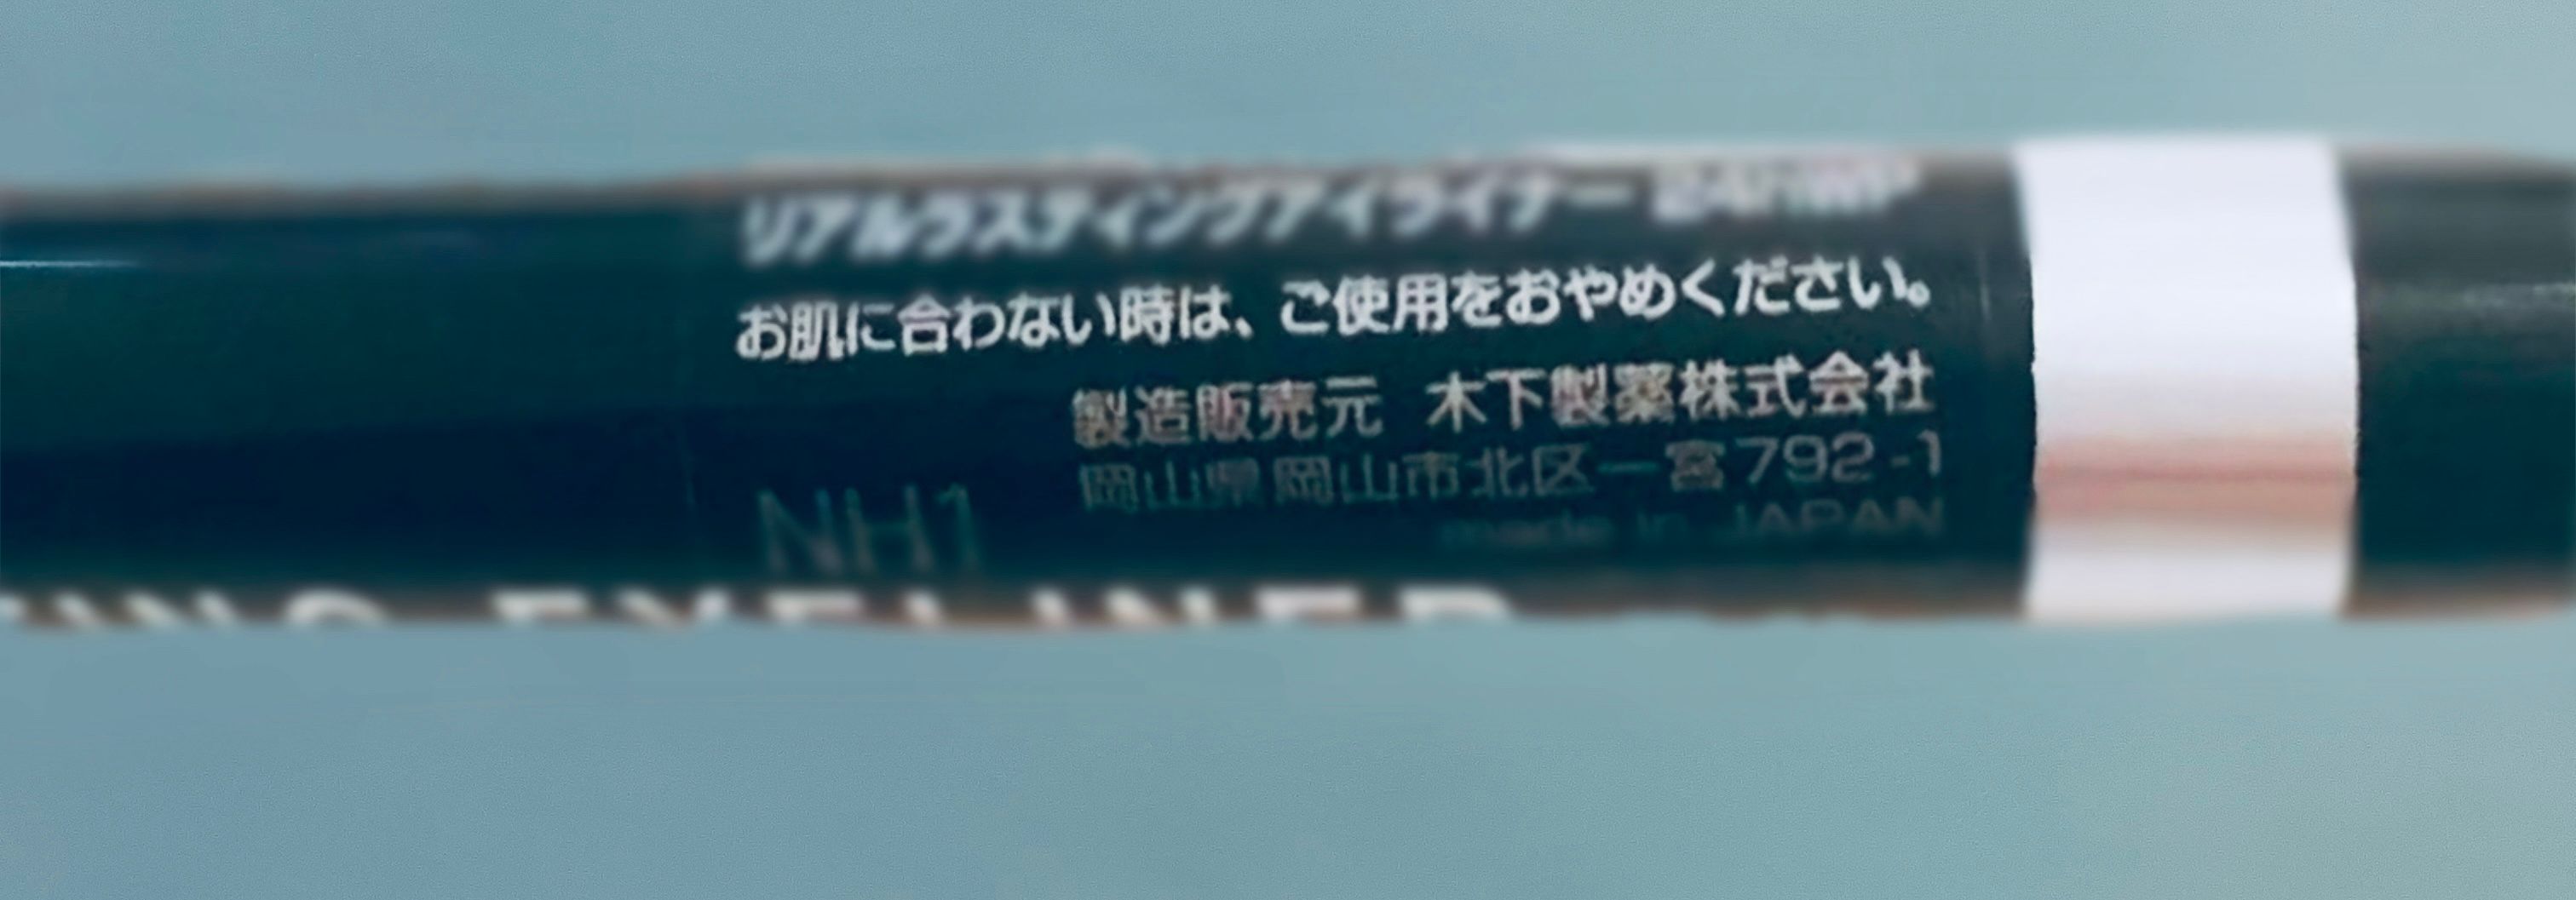 リアルラスティングアイライナー 24hWP
お肌に合わない時は、ご使用をおやめください。
製造販売元 木下製薬株式会社
岡山県岡山市北区一宮792-1
NH1
made in JAPAN
EYELINER